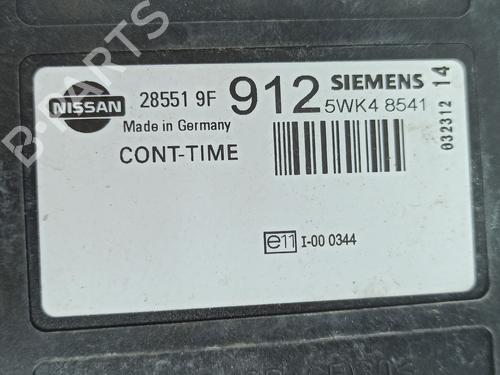 NISSAN
28551 9F 912
SIEMENS
5WK4 8541
Made in Germany
CONT-TIME
032312 14
e11 I-00 0344
B-PARTS